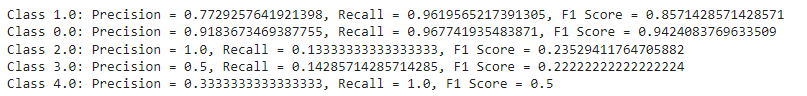 Class 1.0: Precision = 0.7729257641921398, Recall = 0.9619565217391305, F1 Score = 0.8571428571428571
Class 0.0: Precision = 0.9183673469387755, Recall = 0.967741935483871, F1 Score = 0.9424083769633509
Class 2.0: Precision = 1.0, Recall = 0.13333333333333333, F1 Score = 0.23529411764705882
Class 3.0: Precision = 0.5, Recall = 0.14285714285714285, F1 Score = 0.22222222222222224
Class 4.0: Precision = 0.3333333333333333, Recall = 1.0, F1 Score = 0.5